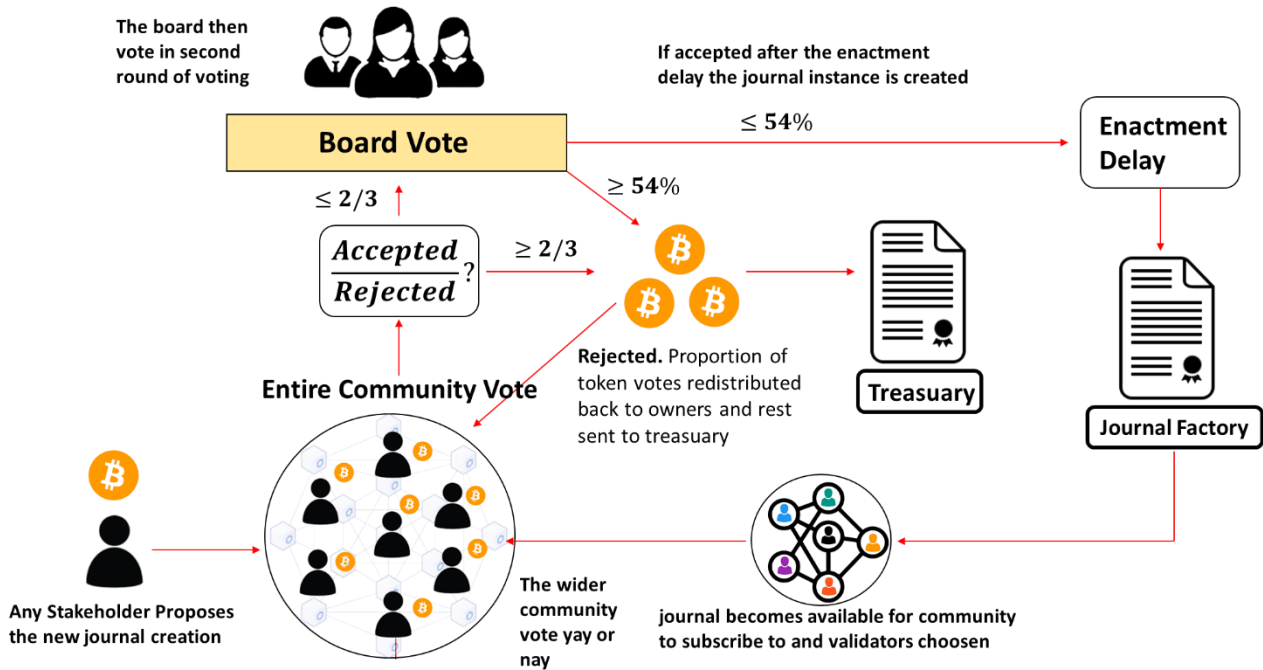 The board then
vote in second
round of voting
If accepted after the enactment
delay the journal instance is created
≤ 54%
Enactment
Delay
Board Vote
≥ 54%
≤ 2/3
Accepted
Rejected
?
≥ 2/3
Rejected. Proportion of
token votes redistributed
back to owners and rest
sent to treasury
Treasuary
Journal Factory
Entire Community Vote
Any Stakeholder Proposes
the new journal creation
The wider
community
vote yay or
nay
journal becomes available for community
to subscribe to and validators choosen